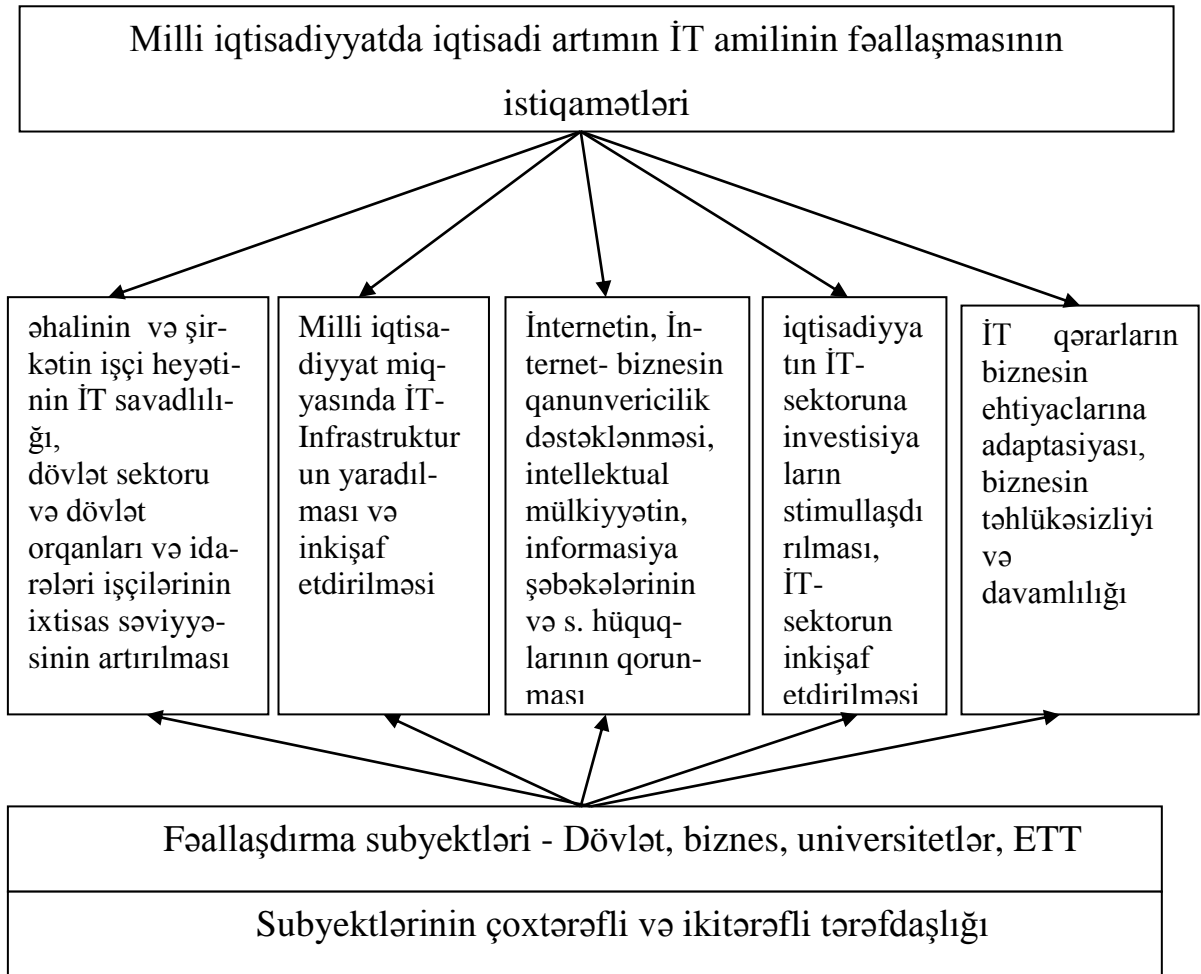 Milli iqtisadiyyatda iqtisadi artımın İT amilinin fəallaşmasının
istiqamətləri
əhalinin və şir-
kətin işçi heyəti-
nin İT savadlılı-
ğı,
dövlət sektoru
və dövlət
orqanları və ida-
rələri işçilərinin
ixtisas səviyyə-
sinin artırılması
Milli iqtisa-
diyyat miq-
yasında İT-
Infrastruktur
un yaradıl-
ması və
inkişaf
etdirilməsi
İnternetin, İn-
ternet- biznesin
qanunvericilik
dəstəklənməsi,
intellektual
mülkiyyətin,
informasiya
şəbəkələrinin
və s. hüquq-
larının qorun-
ması
iqtisadiyya
tın İT-
sektoruna
investisiya
ların
stimullaşdı
rılması,
İT-
sektorun
inkişaf
etdirilməsi
İT qərarların
biznesin
ehtiyaclarına
adaptasiyası,
biznesin
təhlükəsizliyi
və
davamlılığı
Fəallaşdırma subyektləri - Dövlət, biznes, universitetlər, ETT
Subyektlərinin çoxtərəfli və ikitərəfli tərəfdaşlığı